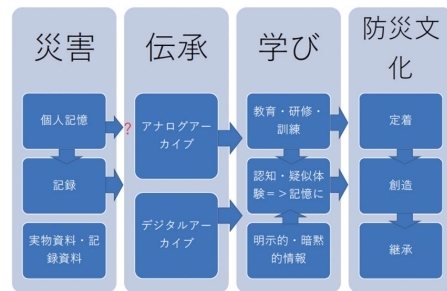 災害
個人記憶
記録
実物資料・記
録資料
?
伝承
アナログアー
カイブ
デジタルアー
カイブ
学び
教育・研修・
訓練
認知・疑似体
験＝＞記憶に
明示的・暗黙
的情報
防災文
化
定着
創造
継承